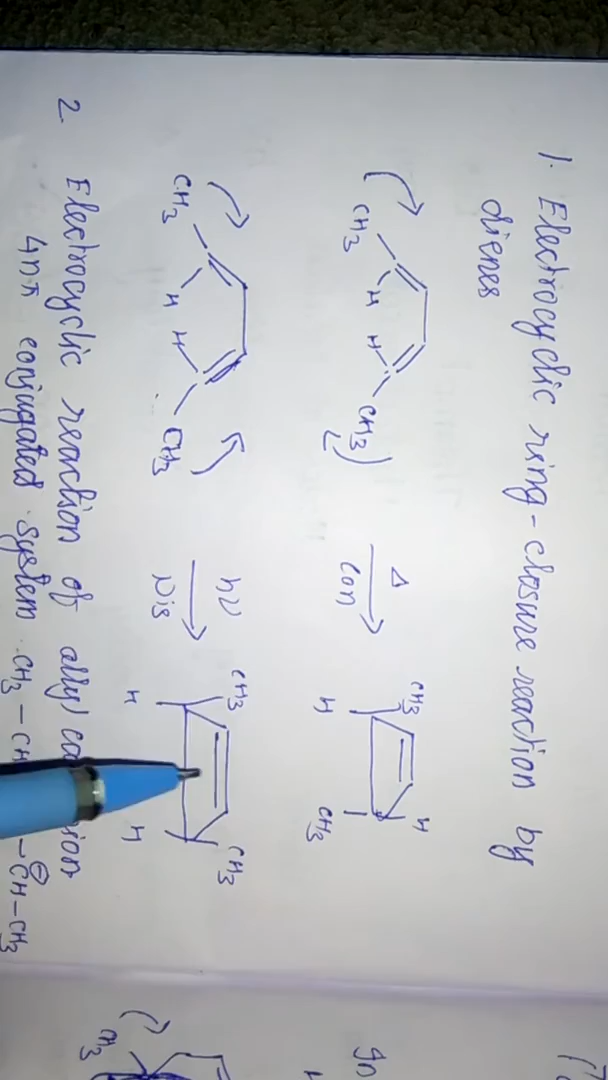 1. Electrocyclic ring-closure reaction by
dienes
CH3 H H CH3
Δ
Con
CH3 H H CH3
CH3 H H CH3
hν
Dis
CH3 H H CH3
2 Electrocyclic reaction of allyl
4nπ conjugated system CH3 - CH - CH - CH3
⊖
CH3